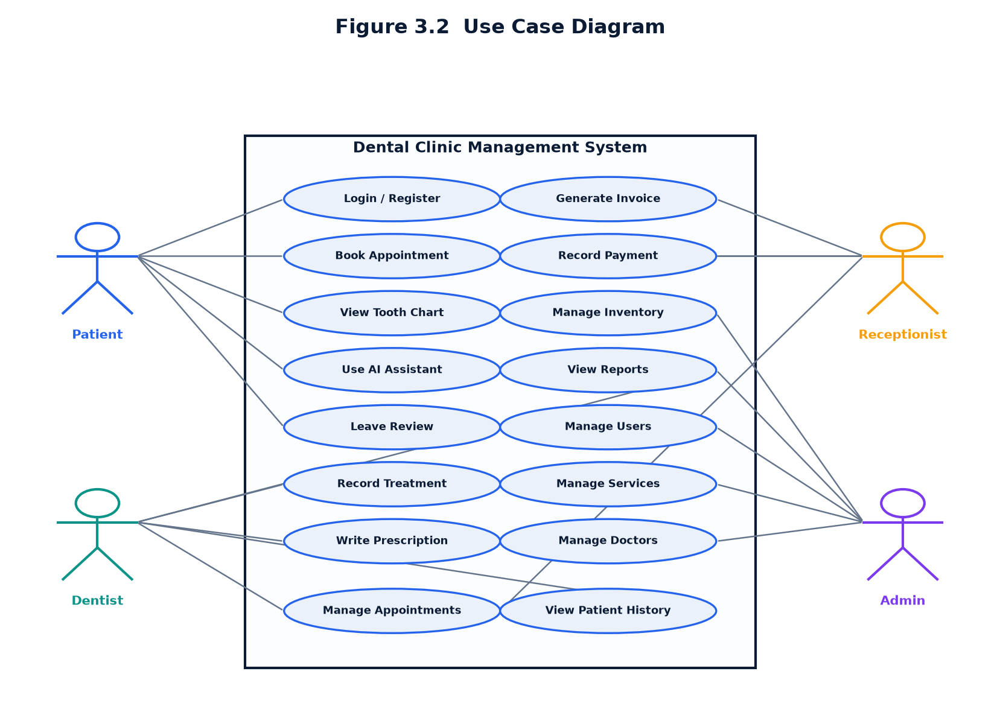 Figure 3.2  Use Case Diagram
Dental Clinic Management System
Login / Register
Generate Invoice
Book Appointment
Record Payment
View Tooth Chart
Manage Inventory
Patient
Receptionist
Use AI Assistant
View Reports
Leave Review
Manage Users
Record Treatment
Manage Services
Write Prescription
Manage Doctors
Dentist
Admin
Manage Appointments
View Patient History